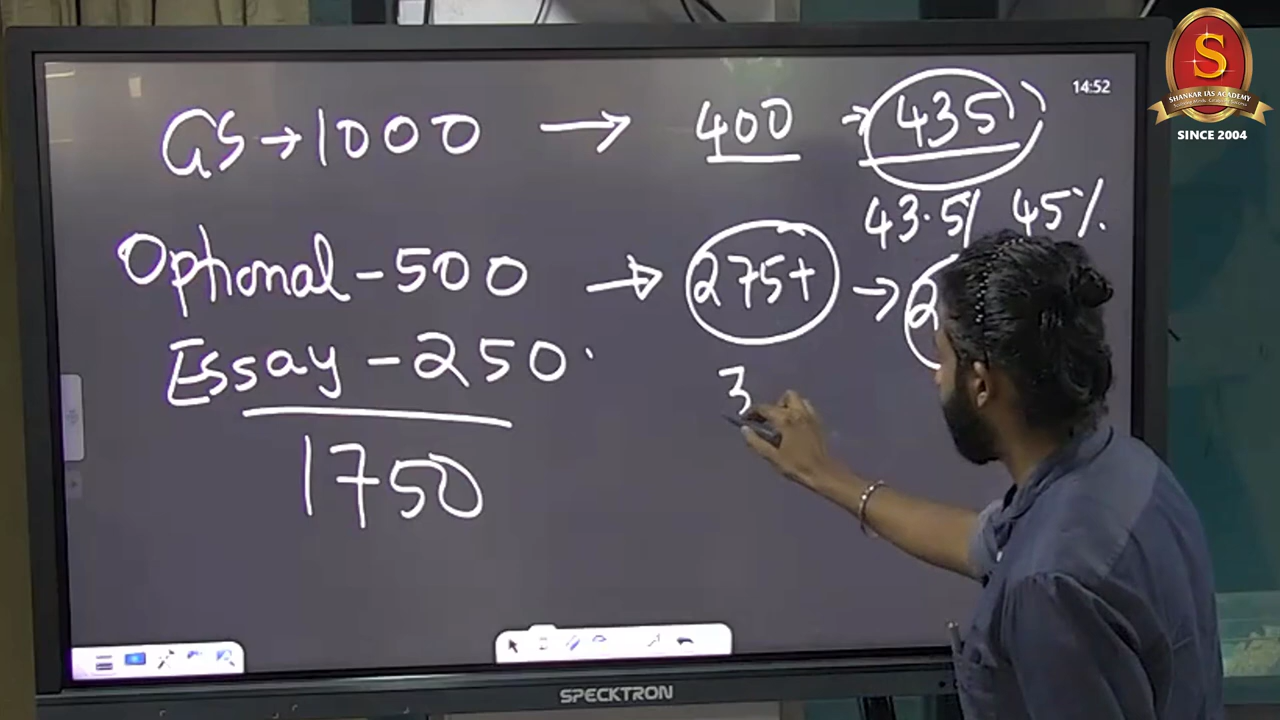 14:52
S
SHANKAR IAS ACADEMY
SINCE 2004
GS → 1000 → 400 → 435
43.5% 45%.
Optional - 500 → 275+ → 2
Essay - 250
3
1750
SPECKTRON